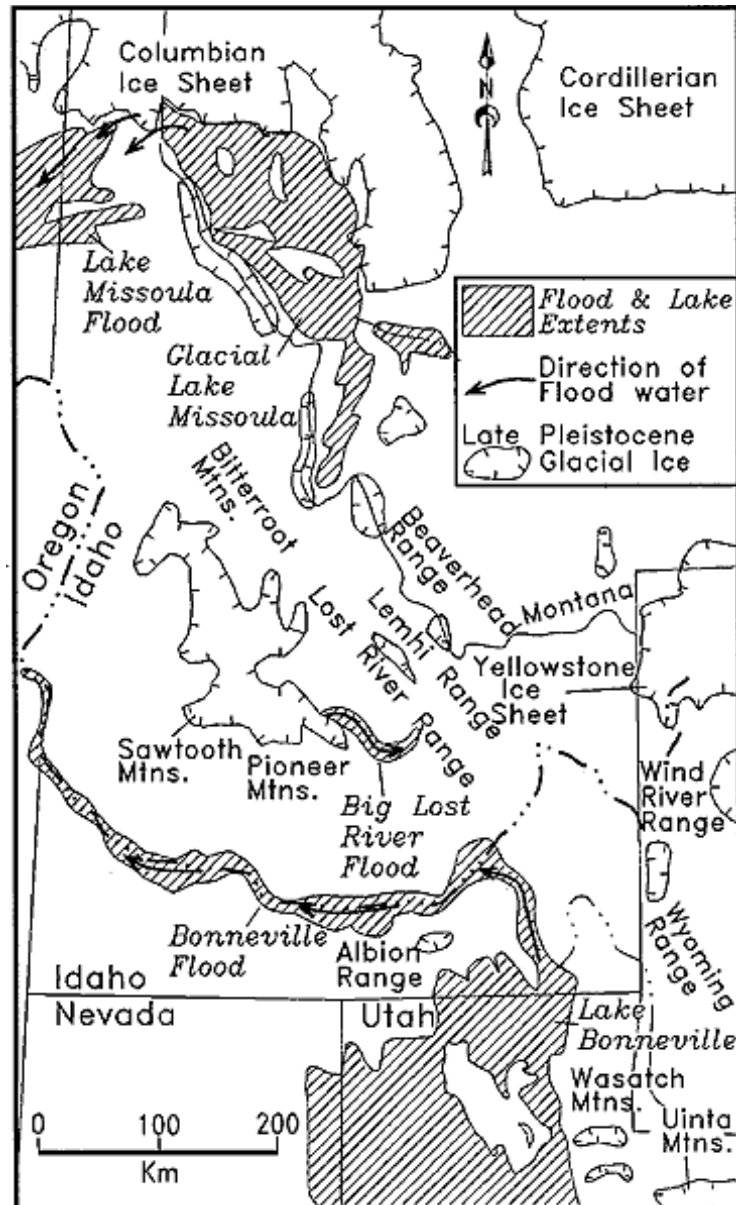 Columbian
Ice Sheet
Cordillerian
Ice Sheet
N
Lake
Missoula
Flood
Glacial
Lake
Missoula
Flood & Lake
Extents
Direction of
Flood water
Late Pleistocene
Glacial Ice
Bitterroot
Mtns.
Oregon
Idaho
Beaverhead
Range
Montana
Lemhi Range
Lost
River
Range
Yellowstone
Ice
Sheet
Sawtooth
Mtns.
Pioneer
Mtns.
Big Lost
River
Flood
Wind
River
Range
Bonneville
Flood
Albion
Range
Wyoming
Range
Idaho
Nevada
Utah
Lake
Bonneville
Wasatch
Mtns.
Uinta
Mtns.
0 100 200
Km